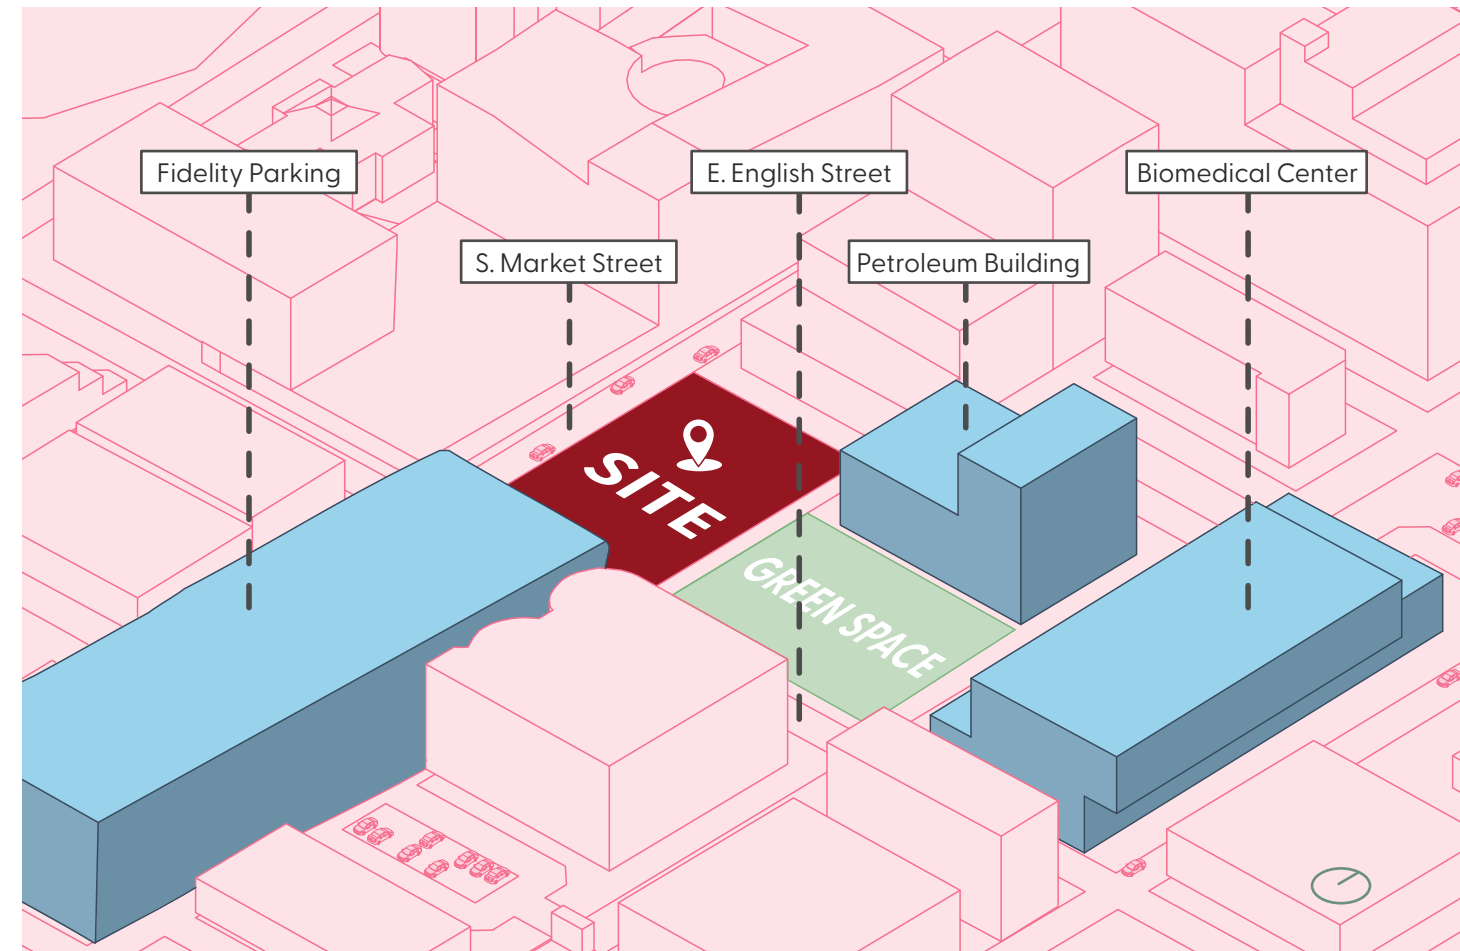 Fidelity Parking
E. English Street
Biomedical Center
S. Market Street
Petroleum Building
SITE
GREEN SPACE